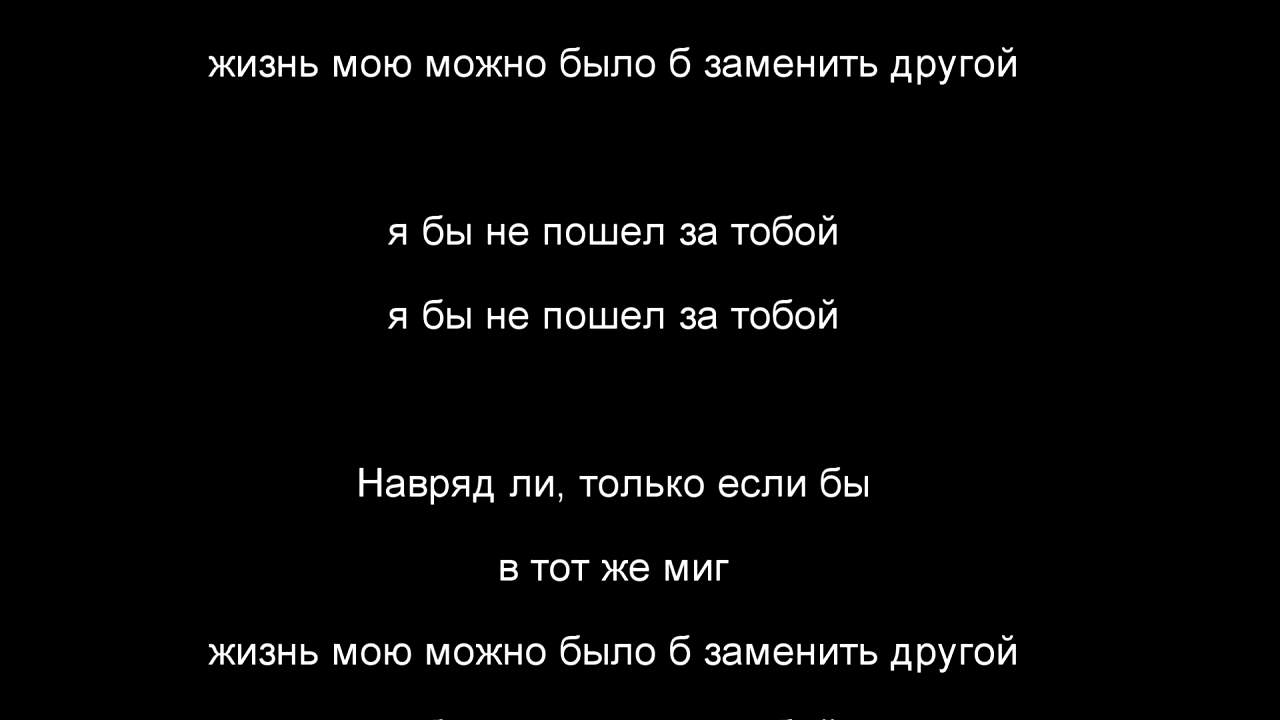 жизнь мою можно было б заменить другой
я бы не пошел за тобой
я бы не пошел за тобой
Навряд ли, только если бы
в тот же миг
жизнь мою можно было б заменить другой